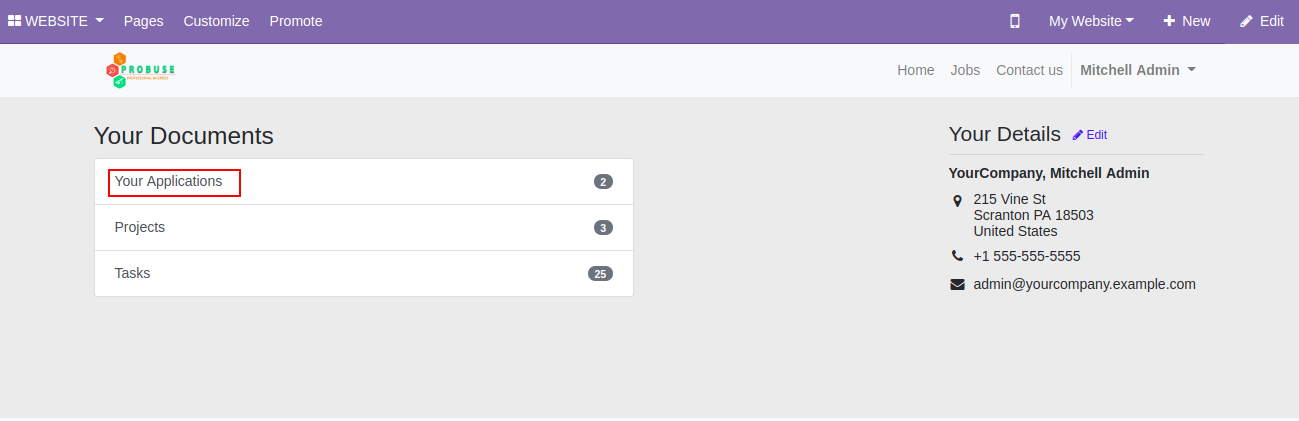 WEBSITE Pages Customize Promote My Website New Edit
PROBUSE
Home Jobs Contact us Mitchell Admin
Your Documents
Your Applications 2
Projects 3
Tasks 25
Your Details Edit
YourCompany, Mitchell Admin
215 Vine St
Scranton PA 18503
United States
+1 555-555-5555
admin@yourcompany.example.com